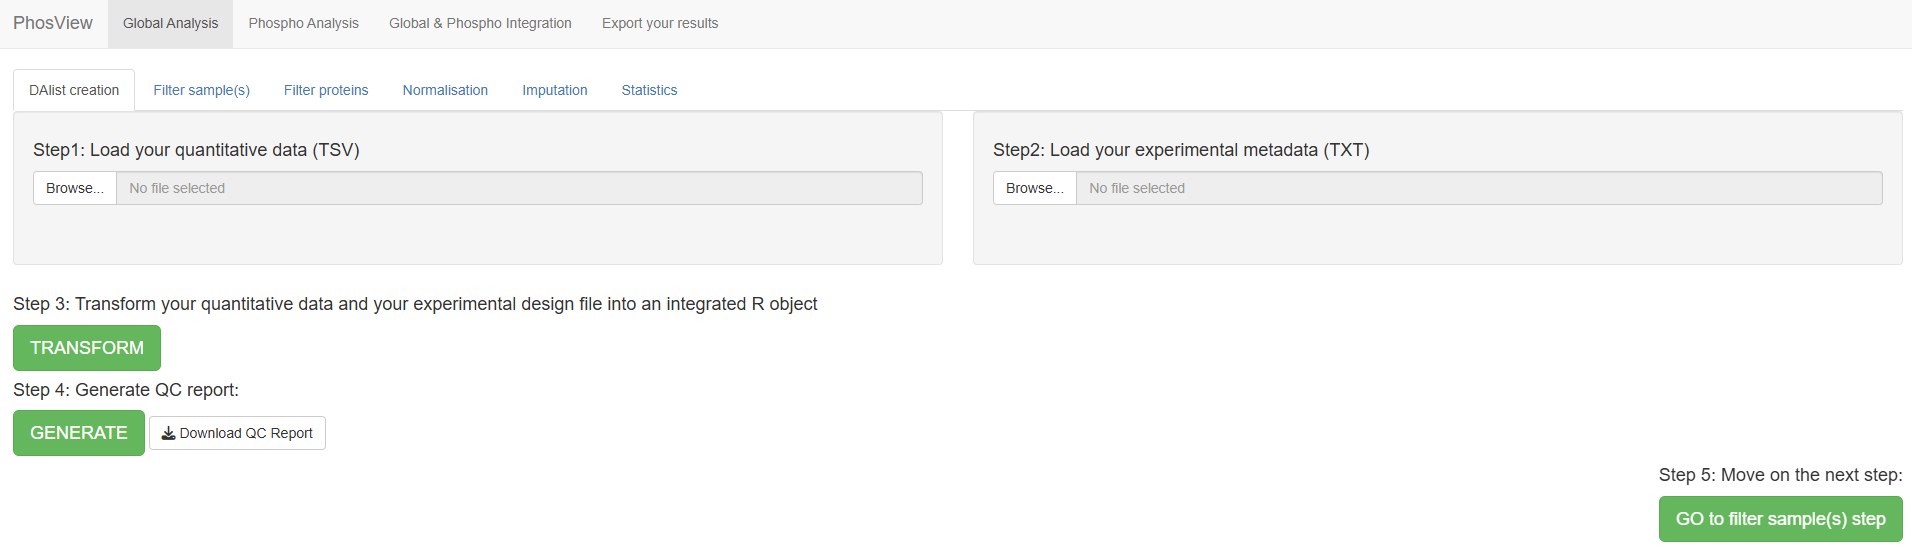 PhosView Global Analysis Phospho Analysis Global & Phospho Integration Export your results
DAlist creation Filter sample(s) Filter proteins Normalisation Imputation Statistics
Step1: Load your quantitative data (TSV)
Browse... No file selected
Step2: Load your experimental metadata (TXT)
Browse... No file selected
Step 3: Transform your quantitative data and your experimental design file into an integrated R object
TRANSFORM
Step 4: Generate QC report:
GENERATE Download QC Report
Step 5: Move on the next step:
GO to filter sample(s) step